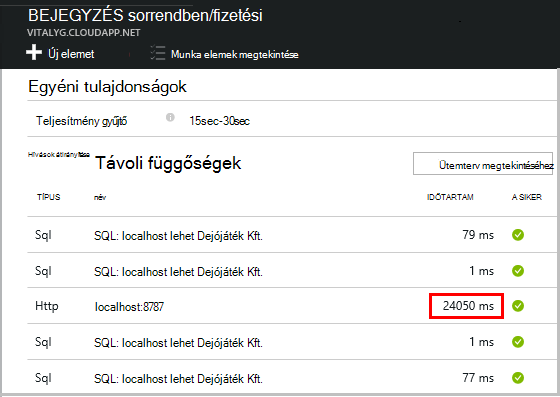 BEJEGYZÉS sorrendben/fizetési
VITALYG.CLOUDAPP.NET
Új elemet Munka elemek megtekintése
Egyéni tulajdonságok
Teljesítmény gyűjtő 15sec-30sec
Hívások átirányítása Távoli függőségek Ütemterv megtekintéséhez
TÍPUS név IDŐTARTAM A SIKER
Sql SQL: localhost lehet Dejójáték Kft. 79 ms
Sql SQL: localhost lehet Dejójáték Kft. 1 ms
Http localhost:8787 24050 ms
Sql SQL: localhost lehet Dejójáték Kft. 1 ms
Sql SQL: localhost lehet Dejójáték Kft. 77 ms